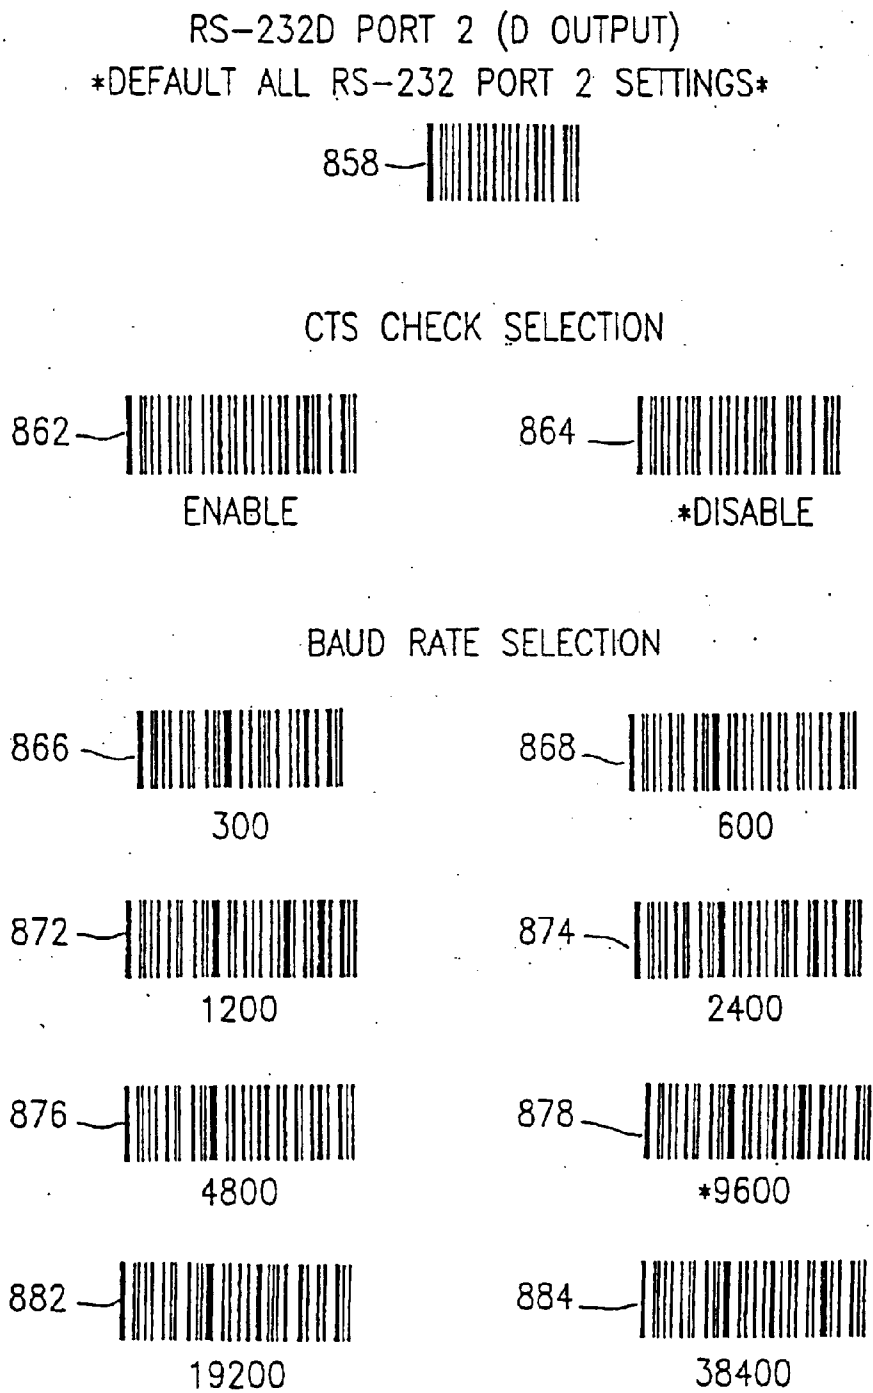 RS-232D PORT 2 (D OUTPUT)
*DEFAULT ALL RS-232 PORT 2 SETTINGS*
858
CTS CHECK SELECTION
862 864
ENABLE *DISABLE
BAUD RATE SELECTION
866 868
300 600
872 874
1200 2400
876 878
4800 *9600
882 884
19200 38400